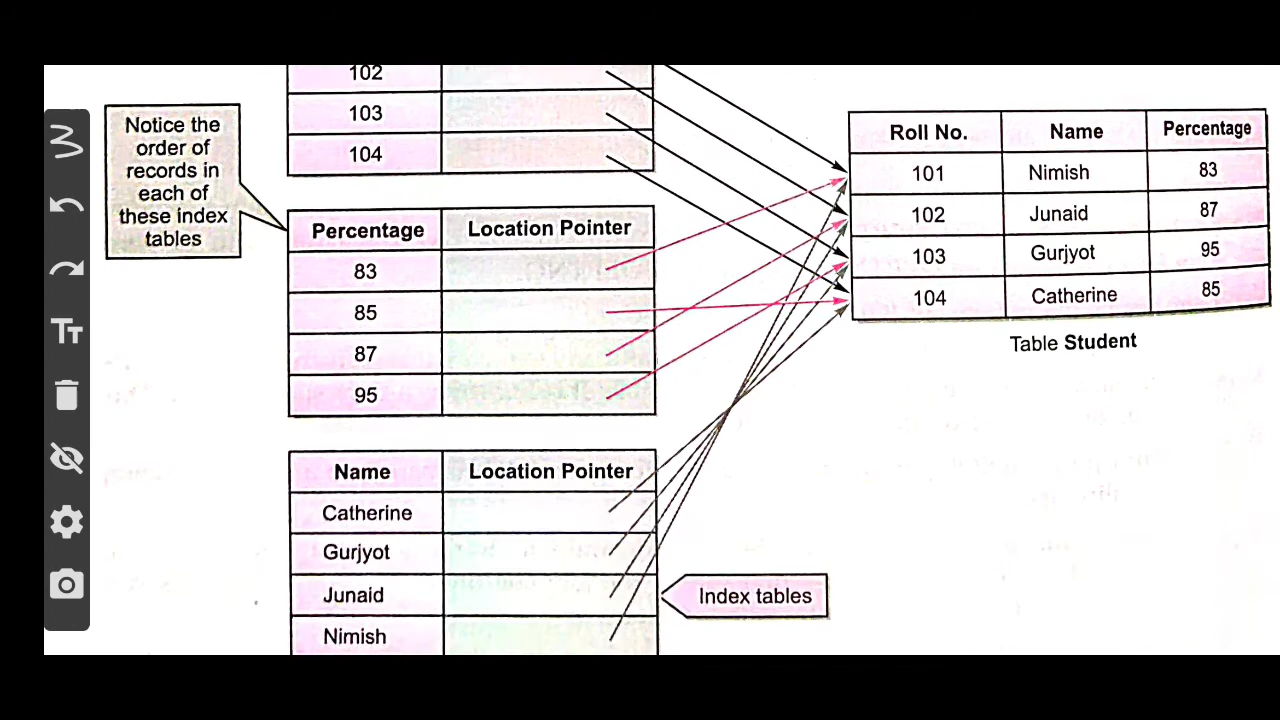 102
103
104
Notice the
order of
records in
each of
these index
tables
Percentage Location Pointer
83
85
87
95
Name Location Pointer
Catherine
Gurjyot
Junaid
Nimish
Index tables
Roll No. Name Percentage
101 Nimish 83
102 Junaid 87
103 Gurjyot 95
104 Catherine 85
Table Student
TT